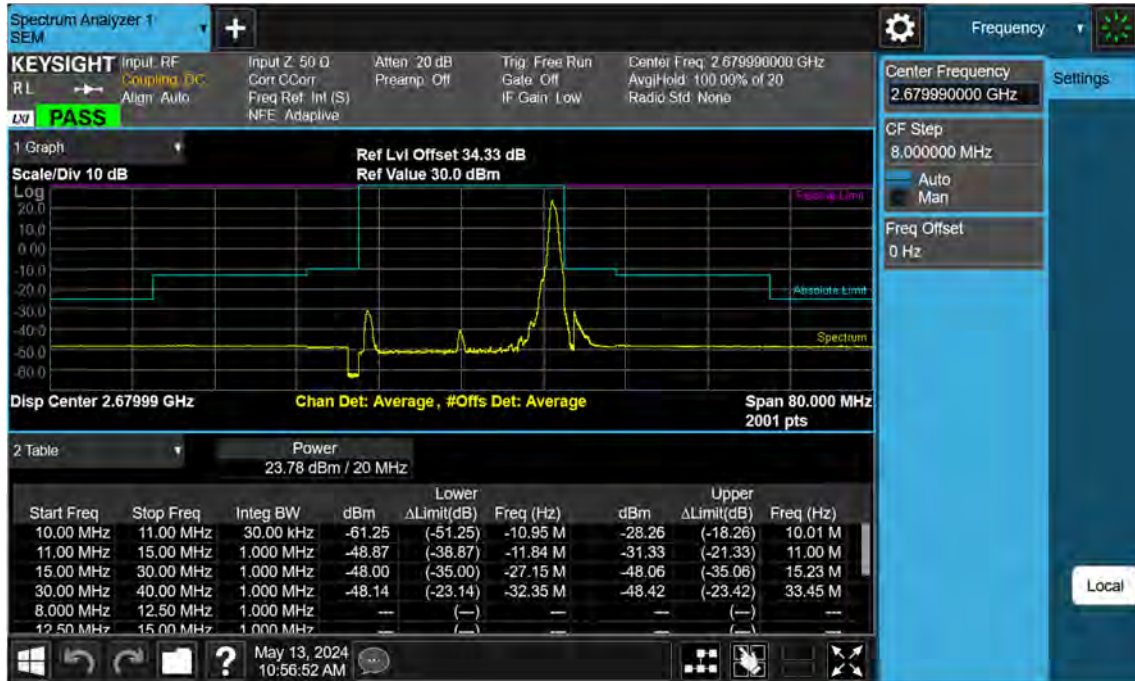 Spectrum Analyzer 1
SEM
Frequency
KEYSIGHT
RL
LXI
PASS
Input: RF
Coupling: DC
Align: Auto
Input Z: 50 Ω
Corr CCorr
Freq Ref: Int (S)
NFE: Adaptive
Atten: 20 dB
Preamp: Off
Trig: Free Run
Gate: Off
IF Gain: Low
Center Freq: 2.679990000 GHz
Avg|Hold: 100.00% of 20
Radio Std: None
Center Frequency
2.679990000 GHz
Settings
CF Step
8.000000 MHz
Auto
Man
Freq Offset
0 Hz
Local
1 Graph
Scale/Div 10 dB
Ref Lvl Offset 34.33 dB
Ref Value 30.0 dBm
Log
20.0
10.0
0.00
-10.0
-20.0
-30.0
-40.0
-50.0
-60.0
Relative Limit
Absolute Limit
Spectrum
Disp Center 2.67999 GHz
Chan Det: Average, #Offs Det: Average
Span 80.000 MHz
2001 pts
2 Table
Power
23.78 dBm / 20 MHz
Lower Upper
Start Freq Stop Freq Integ BW dBm ΔLimit(dB) Freq (Hz) dBm ΔLimit(dB) Freq (Hz)
10.00 MHz 11.00 MHz 30.00 kHz -61.25 (-51.25) -10.95 M -28.26 (-18.26) 10.01 M
11.00 MHz 15.00 MHz 1.000 MHz -48.87 (-38.87) -11.84 M -31.33 (-21.33) 11.00 M
15.00 MHz 30.00 MHz 1.000 MHz -48.00 (-35.00) -27.15 M -48.06 (-35.06) 15.23 M
30.00 MHz 40.00 MHz 1.000 MHz -48.14 (-23.14) -32.35 M -48.42 (-23.42) 33.45 M
8.000 MHz 12.50 MHz 1.000 MHz --- (---) --- --- (---) ---
12.50 MHz 15.00 MHz 1.000 MHz --- (---) --- --- (---) ---
?
May 13, 2024
10:56:52 AM